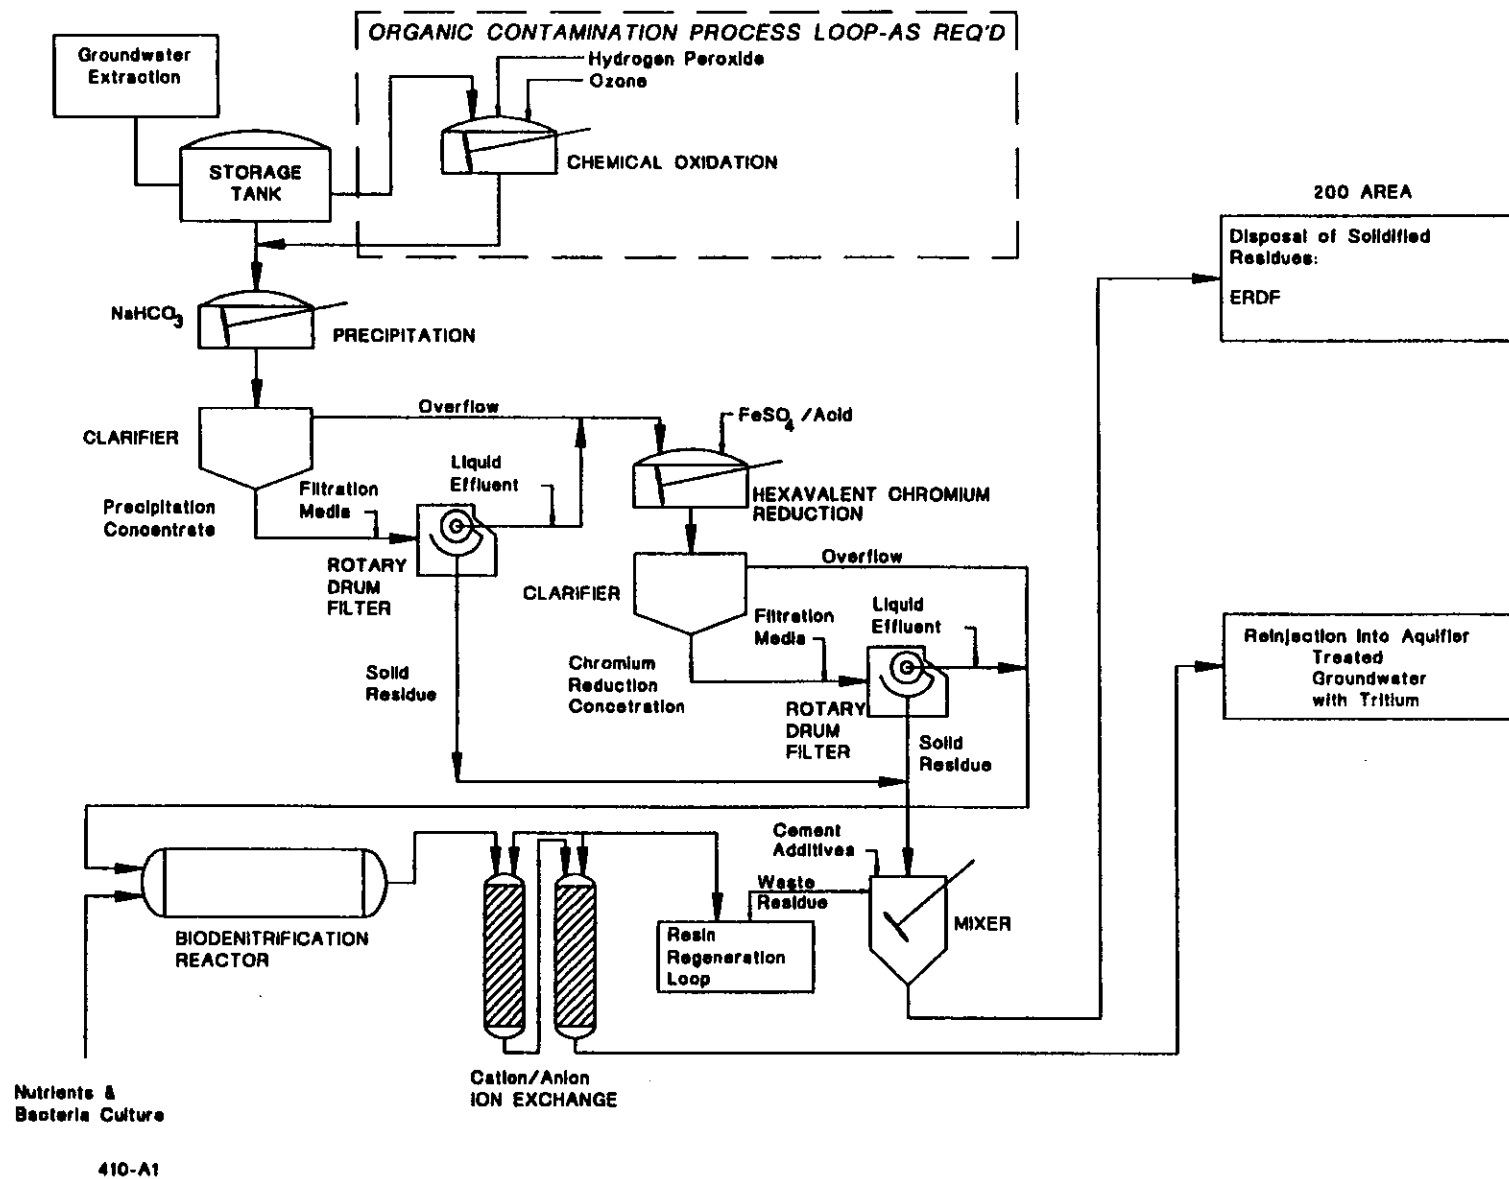 ORGANIC CONTAMINATION PROCESS LOOP-AS REQ'D
Groundwater
Extraction
Hydrogen Peroxide
Ozone
STORAGE
TANK
CHEMICAL OXIDATION
200 AREA
Disposal of Solidified
Residues:
ERDF
NaHCO3
PRECIPITATION
Overflow
FeSO4 /Acid
CLARIFIER
Liquid
Effluent
Filtration
Media
Precipitation
Concentrate
HEXAVALENT CHROMIUM
REDUCTION
ROTARY
DRUM
FILTER
Overflow
CLARIFIER
Liquid
Effluent
Filtration
Media
Reinjection Into Aquifier
Treated
Groundwater
with Tritium
Solid
Residue
Chromium
Reduction
Concetration
ROTARY
DRUM
FILTER
Solid
Residue
Cement
Additives
Waste
Residue
MIXER
BIODENITRIFICATION
REACTOR
Resin
Regeneration
Loop
Cation/Anion
ION EXCHANGE
Nutrients &
Bacteria Culture
410-A1